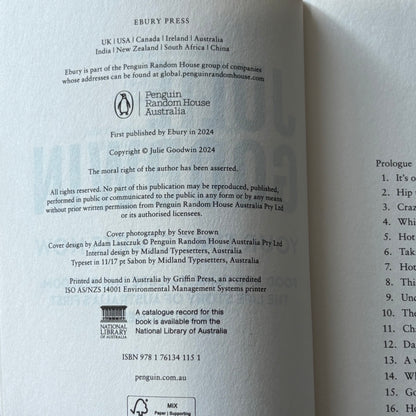 EBURY PRESS
UK | USA | Canada | Ireland | Australia
India | New Zealand | South Africa | China
Ebury is part of the Penguin Random House group of companies
whose addresses can be found at global.penguinrandomhouse.com
Penguin
Random House
Australia
First published by Ebury in 2024
Copyright © Julie Goodwin 2024
The moral right of the author has been asserted.
All rights reserved. No part of this publication may be reproduced, published,
performed in public or communicated to the public in any form or by any means
without prior written permission from Penguin Random House Australia Pty Ltd
or its authorised licensees.
Cover photography by Steve Brown
Cover design by Adam Laszczuk © Penguin Random House Australia Pty Ltd
Internal design by Midland Typesetters, Australia
Typeset in 11/17 pt Sabon by Midland Typesetters, Australia
Printed and bound in Australia by Griffin Press, an accredited
ISO AS/NZS 14001 Environmental Management Systems printer
NATIONAL
LIBRARY
OF AUSTRALIA
A catalogue record for this
book is available from the
National Library of Australia
ISBN 978 1 76134 115 1
penguin.com.au
FSC
MIX
Paper | Supporting
Prologue
1. It's
2. Hip
3.
4.
5. Hot
6.
7.
8.
9.
10. The
11.
12.
13. A
14.
15.
16.